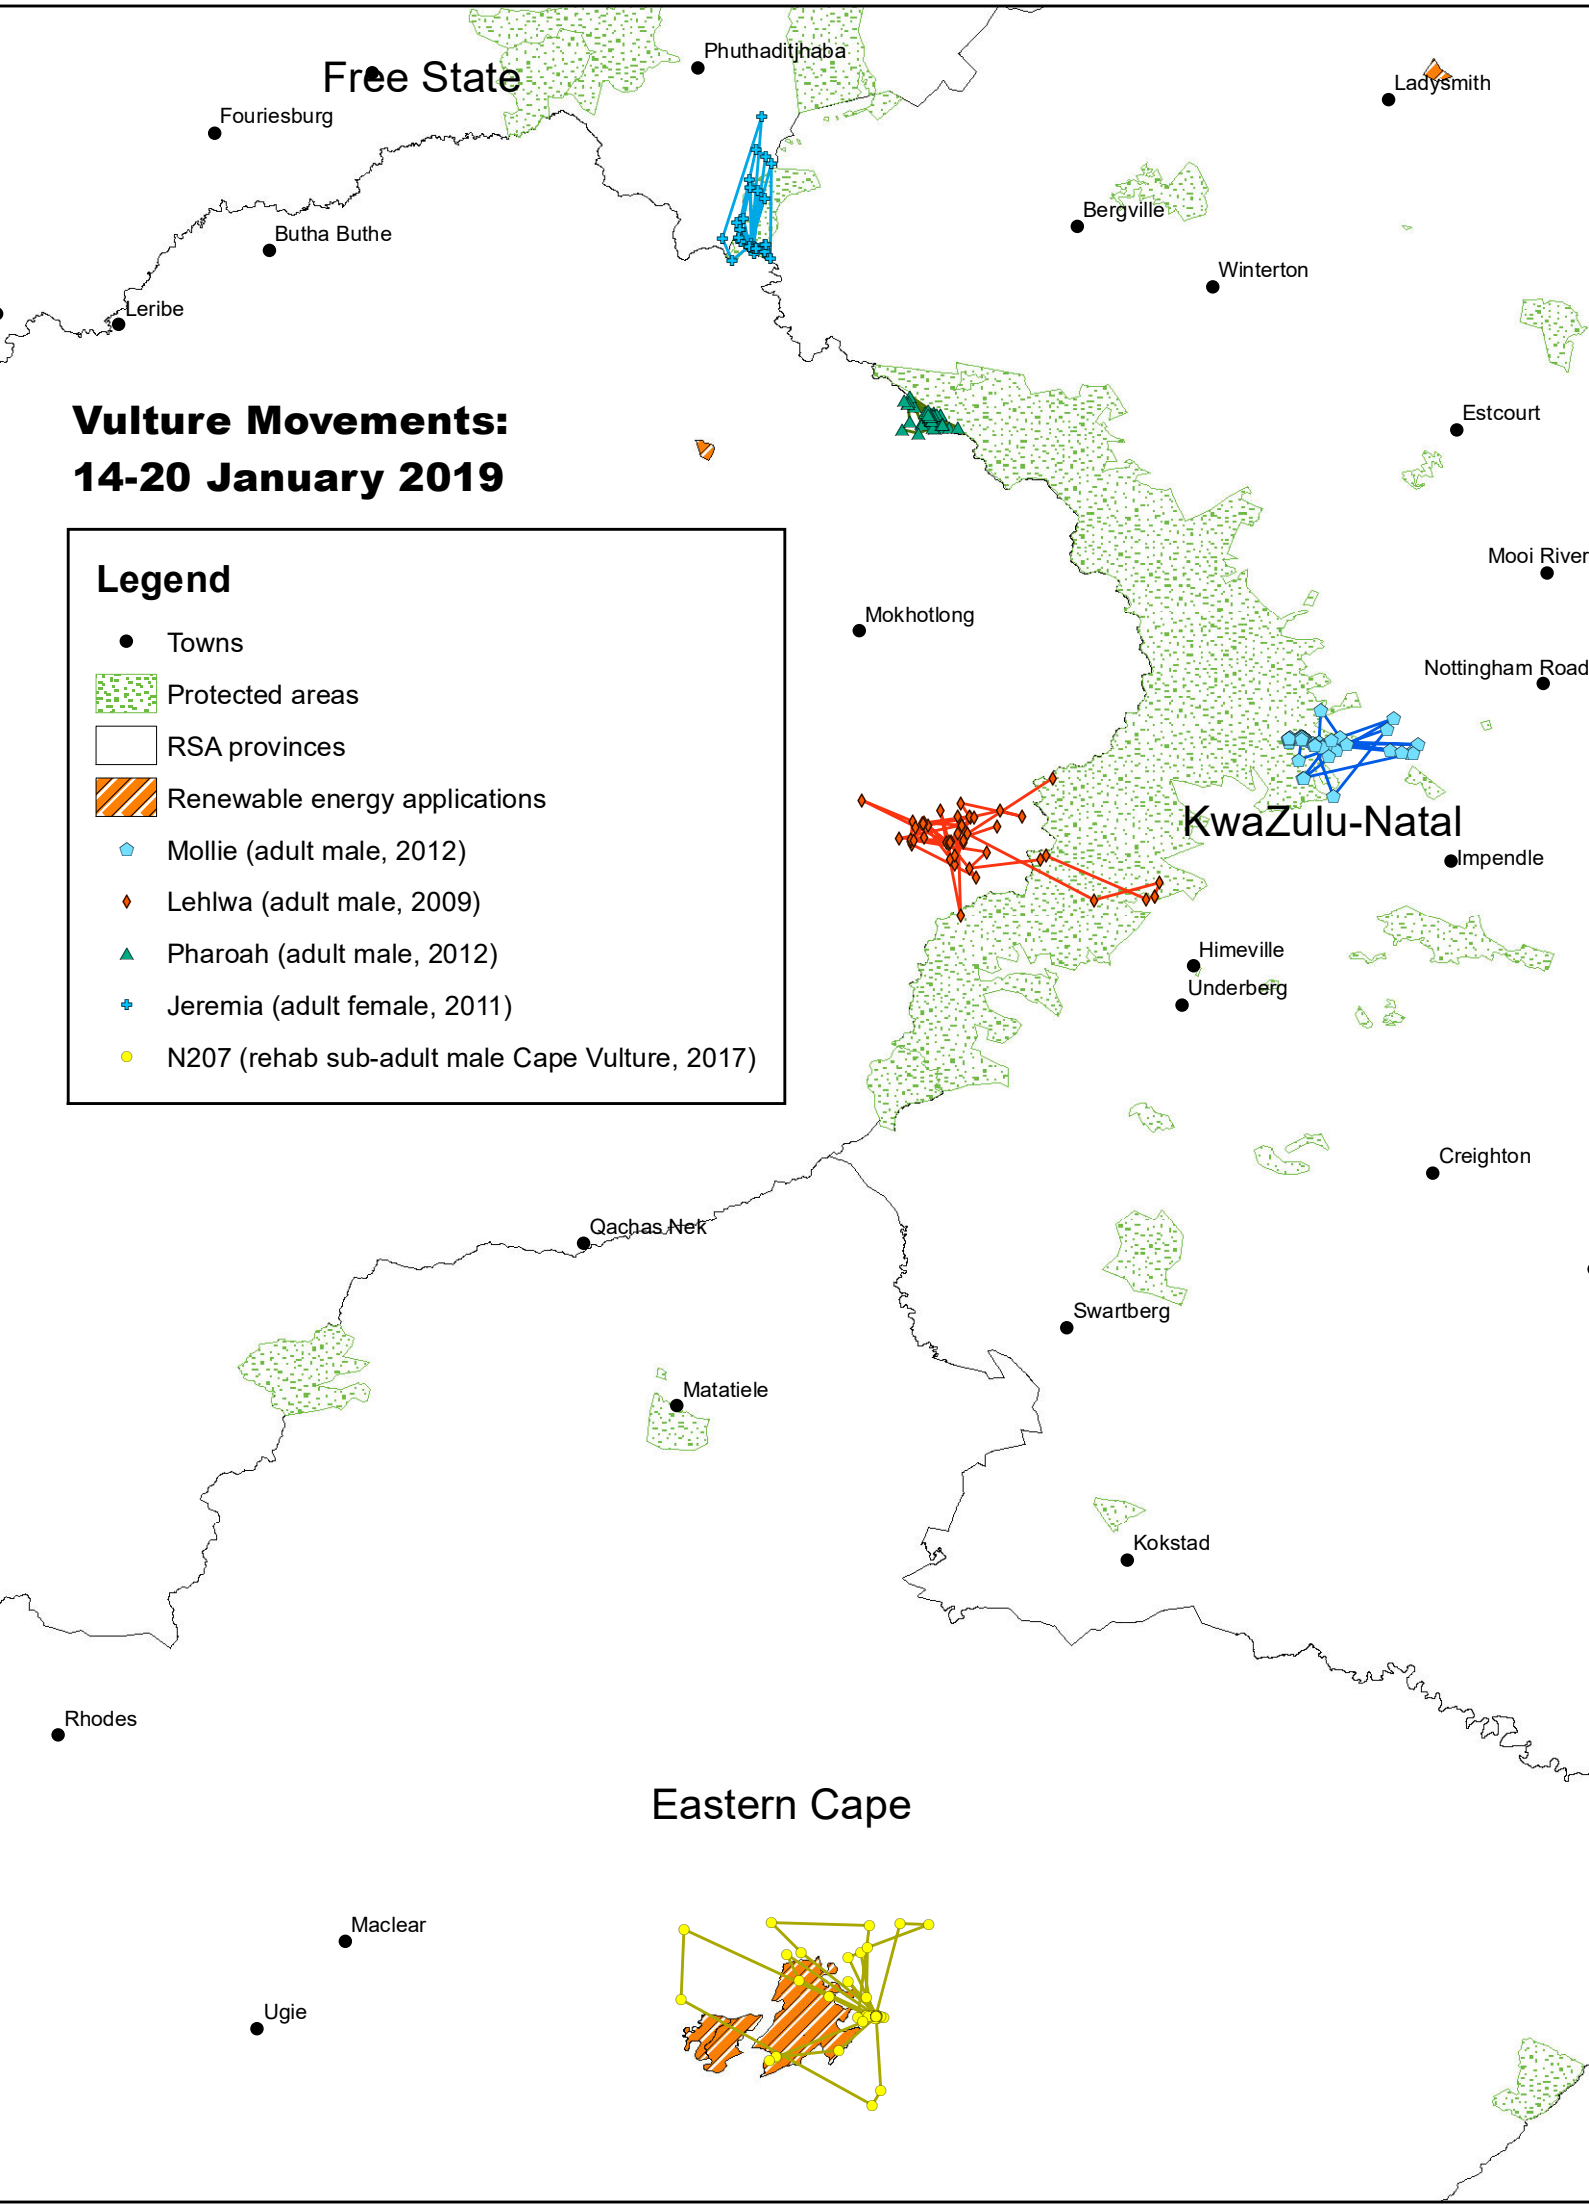 Phuthaditjhaba
Free State
Ladysmith
Fouriesburg
Bergville
Butha Buthe
Winterton
Leribe
Vulture Movements:
14-20 January 2019
Estcourt
Mooi River
Legend
Towns
Protected areas
RSA provinces
Renewable energy applications
Mollie (adult male, 2012)
Lehlwa (adult male, 2009)
Pharoah (adult male, 2012)
Jeremia (adult female, 2011)
N207 (rehab sub-adult male Cape Vulture, 2017)
Mokhotlong
Nottingham Road
KwaZulu-Natal
Impendle
Himeville
Underberg
Creighton
Qachas Nek
Swartberg
Matatiele
Kokstad
Rhodes
Eastern Cape
Maclear
Ugie